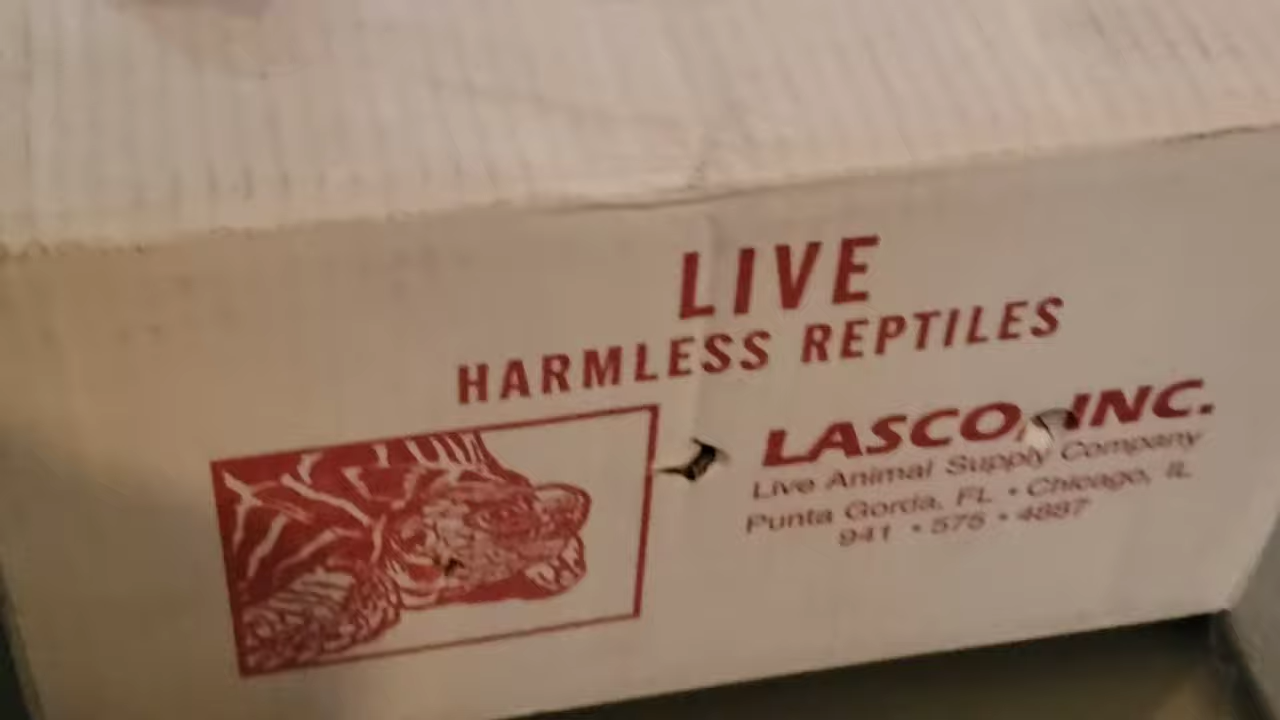 LIVE
HARMLESS REPTILES
LASCO, INC.
Live Animal Supply Company
Punta Gorda, FL • Chicago, IL
941 • 575 • 4887